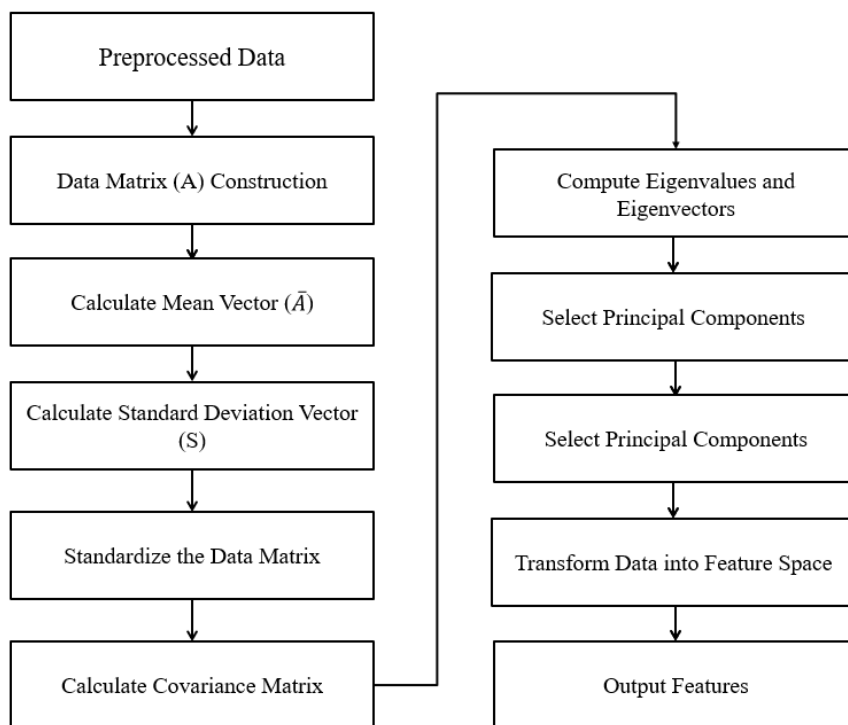 Preprocessed Data
Data Matrix (A) Construction
Calculate Mean Vector (Ā)
Calculate Standard Deviation Vector
(S)
Standardize the Data Matrix
Calculate Covariance Matrix
Compute Eigenvalues and
Eigenvectors
Select Principal Components
Select Principal Components
Transform Data into Feature Space
Output Features